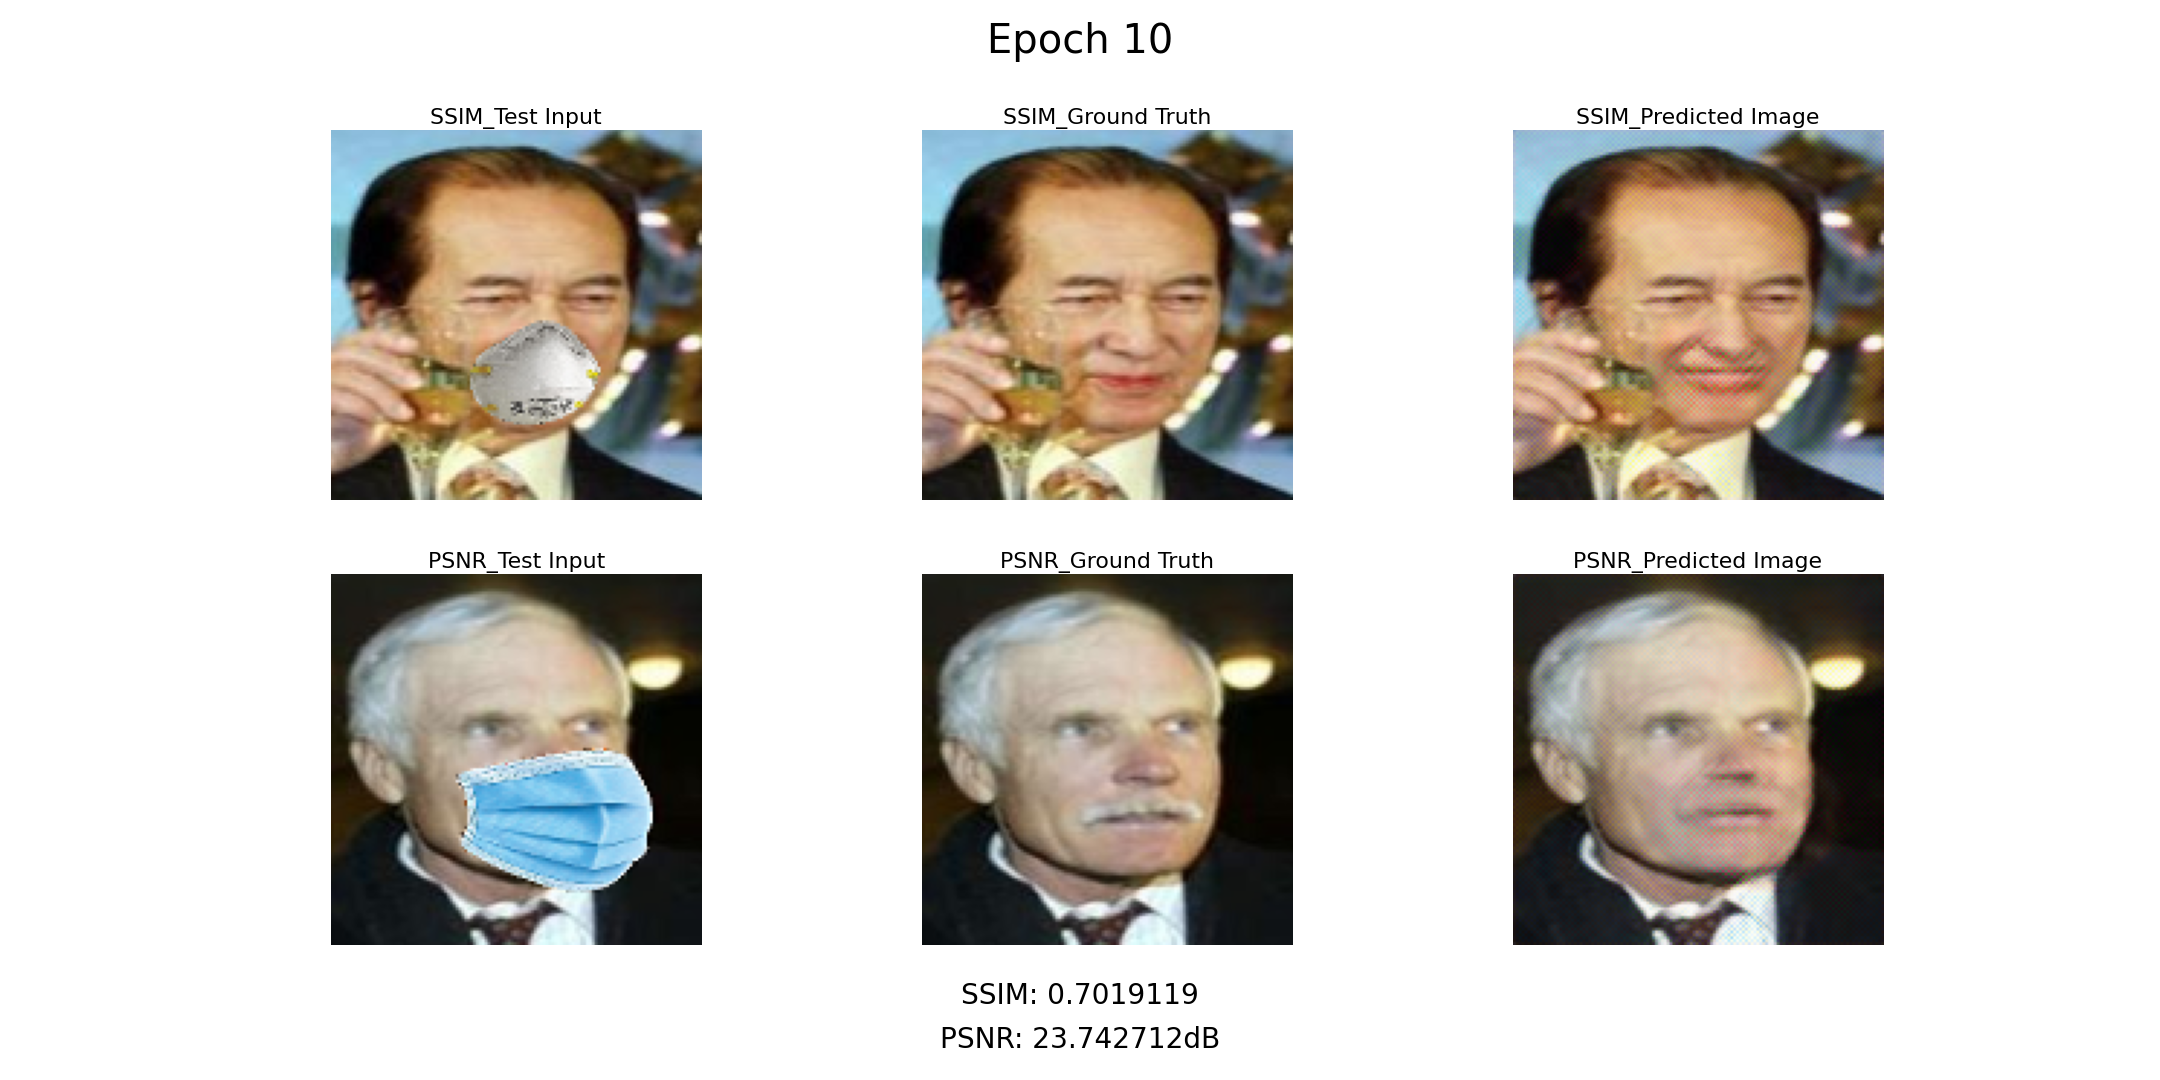 Epoch 10
SSIM_Test Input
SSIM_Ground Truth
SSIM_Predicted Image
PSNR_Test Input
PSNR_Ground Truth
PSNR_Predicted Image
SSIM: 0.7019119
PSNR: 23.742712dB